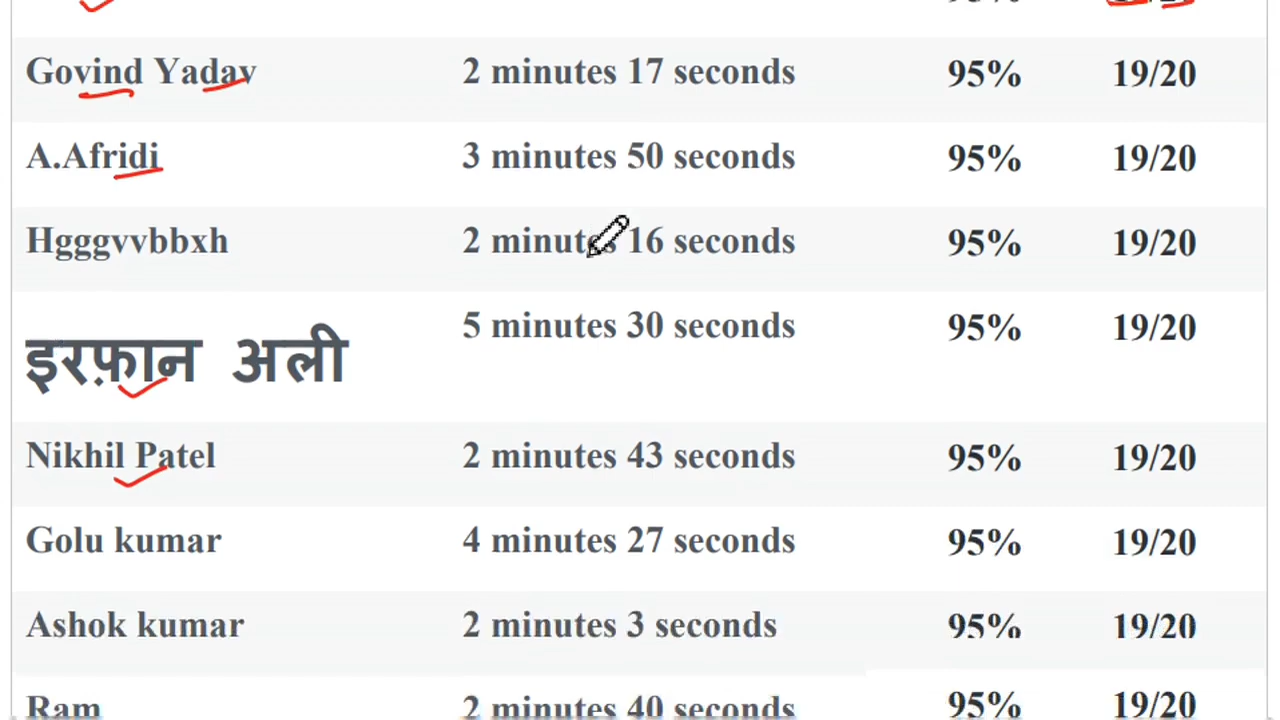 Govind Yadav 2 minutes 17 seconds 95% 19/20
A.Afridi 3 minutes 50 seconds 95% 19/20
Hgggvvbbxh 2 minutes 16 seconds 95% 19/20
इरफ़ान अली 5 minutes 30 seconds 95% 19/20
Nikhil Patel 2 minutes 43 seconds 95% 19/20
Golu kumar 4 minutes 27 seconds 95% 19/20
Ashok kumar 2 minutes 3 seconds 95% 19/20
Ram 2 minutes 40 seconds 95% 19/20